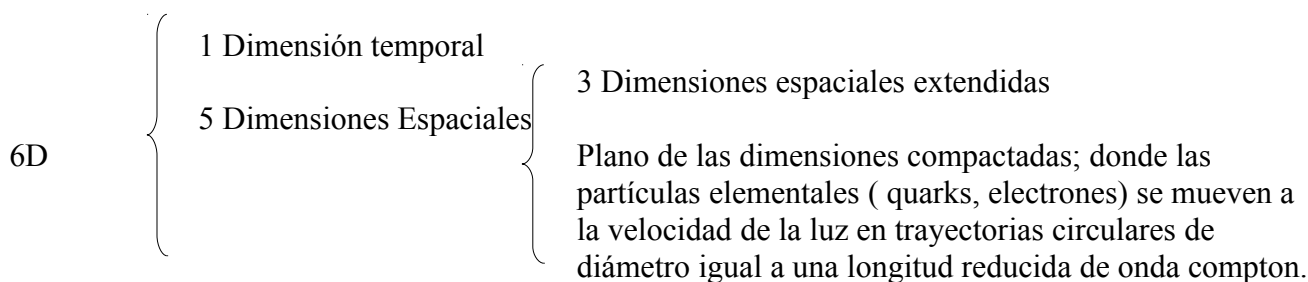 1 Dimensión temporal
3 Dimensiones espaciales extendidas
5 Dimensiones Espaciales
6D
Plano de las dimensiones compactadas; donde las
partículas elementales ( quarks, electrones) se mueven a
la velocidad de la luz en trayectorias circulares de
diámetro igual a una longitud reducida de onda compton.